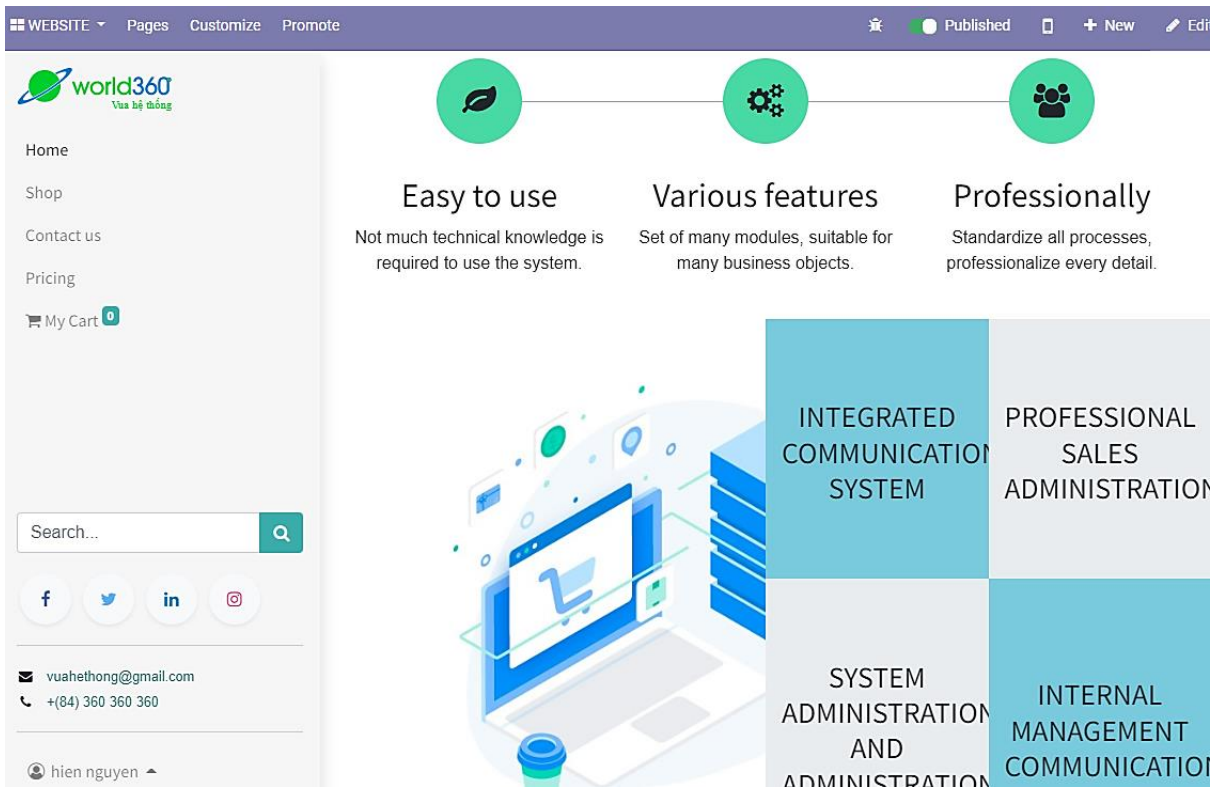 WEBSITE Pages Customize Promote Published + New Edit
world360
Vua hệ thống
Home
Shop
Contact us
Pricing
My Cart 0
Search...
f in
vuahethong@gmail.com
+(84) 360 360 360
hien nguyen
Easy to use
Not much technical knowledge is
required to use the system.
Various features
Set of many modules, suitable for
many business objects.
Professionally
Standardize all processes,
professionalize every detail.
INTEGRATED
COMMUNICATION
SYSTEM
PROFESSIONAL
SALES
ADMINISTRATION
SYSTEM
ADMINISTRATION
AND
ADMINISTRATION
INTERNAL
MANAGEMENT
COMMUNICATION